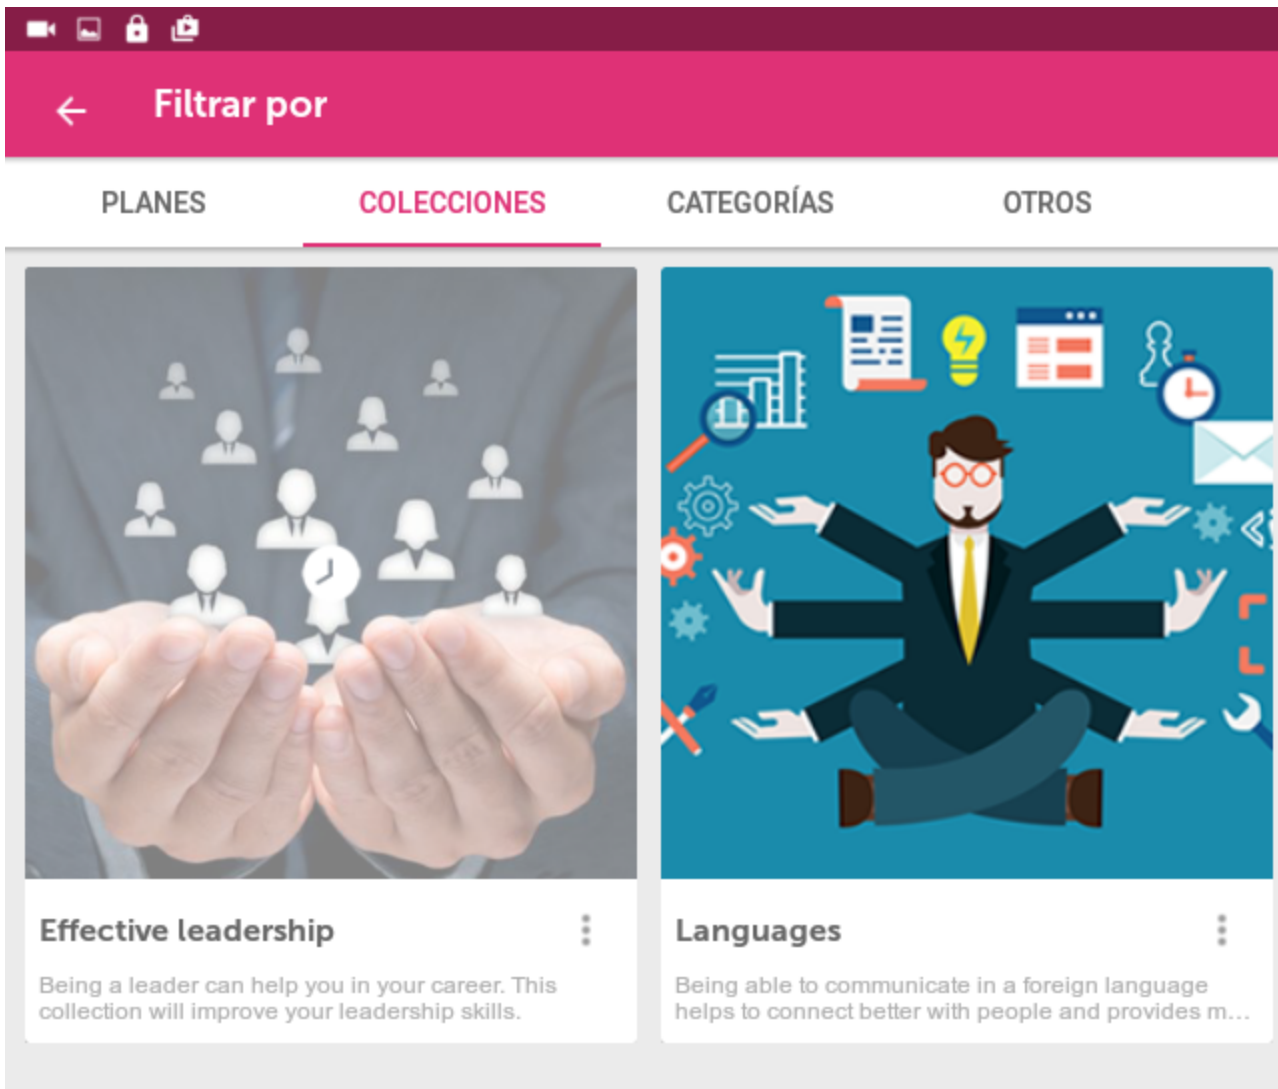 Filtrar por
PLANES
COLECCIONES
CATEGORÍAS
OTROS
Effective leadership
Being a leader can help you in your career. This
collection will improve your leadership skills.
Languages
Being able to communicate in a foreign language
helps to connect better with people and provides m...